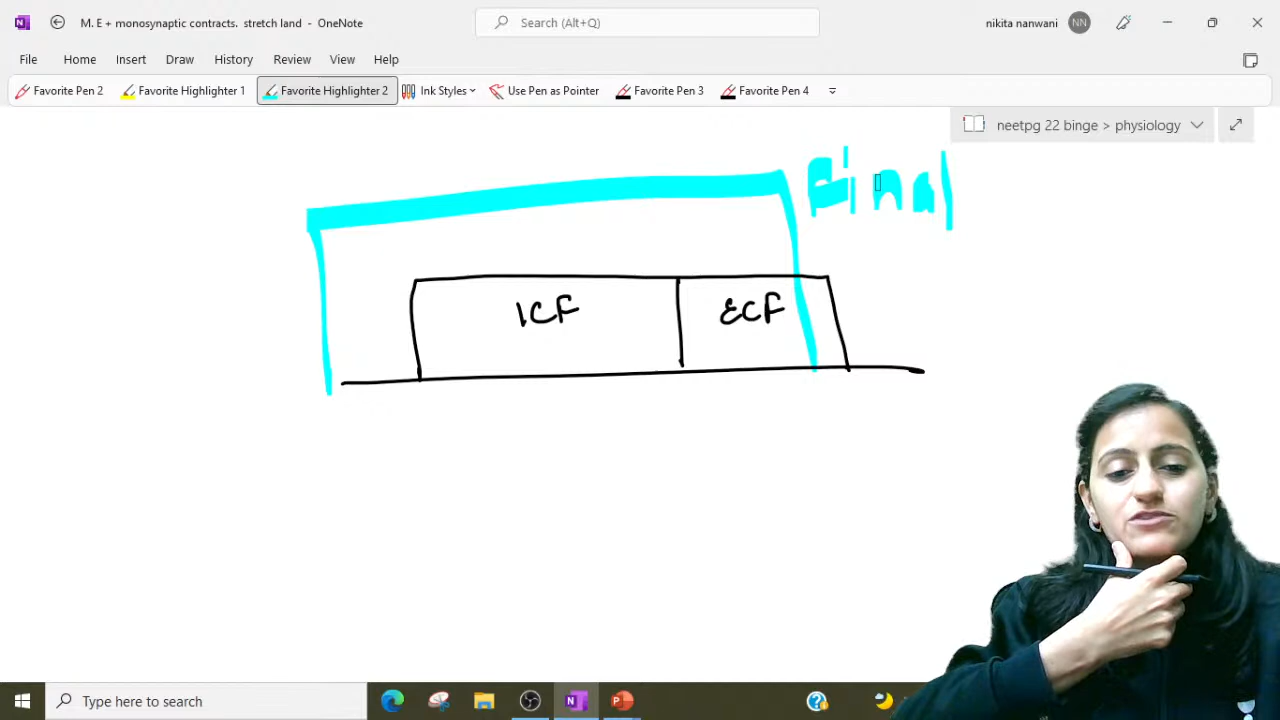 M. E + monosynaptic contracts. stretch land - OneNote
Search (Alt+Q)
nikita nanwani NN
File Home Insert Draw History Review View Help
Favorite Pen 2 Favorite Highlighter 1 Favorite Highlighter 2 Ink Styles Use Pen as Pointer Favorite Pen 3 Favorite Pen 4
neetpg 22 binge > physiology
Final
ICF ECF
Type here to search